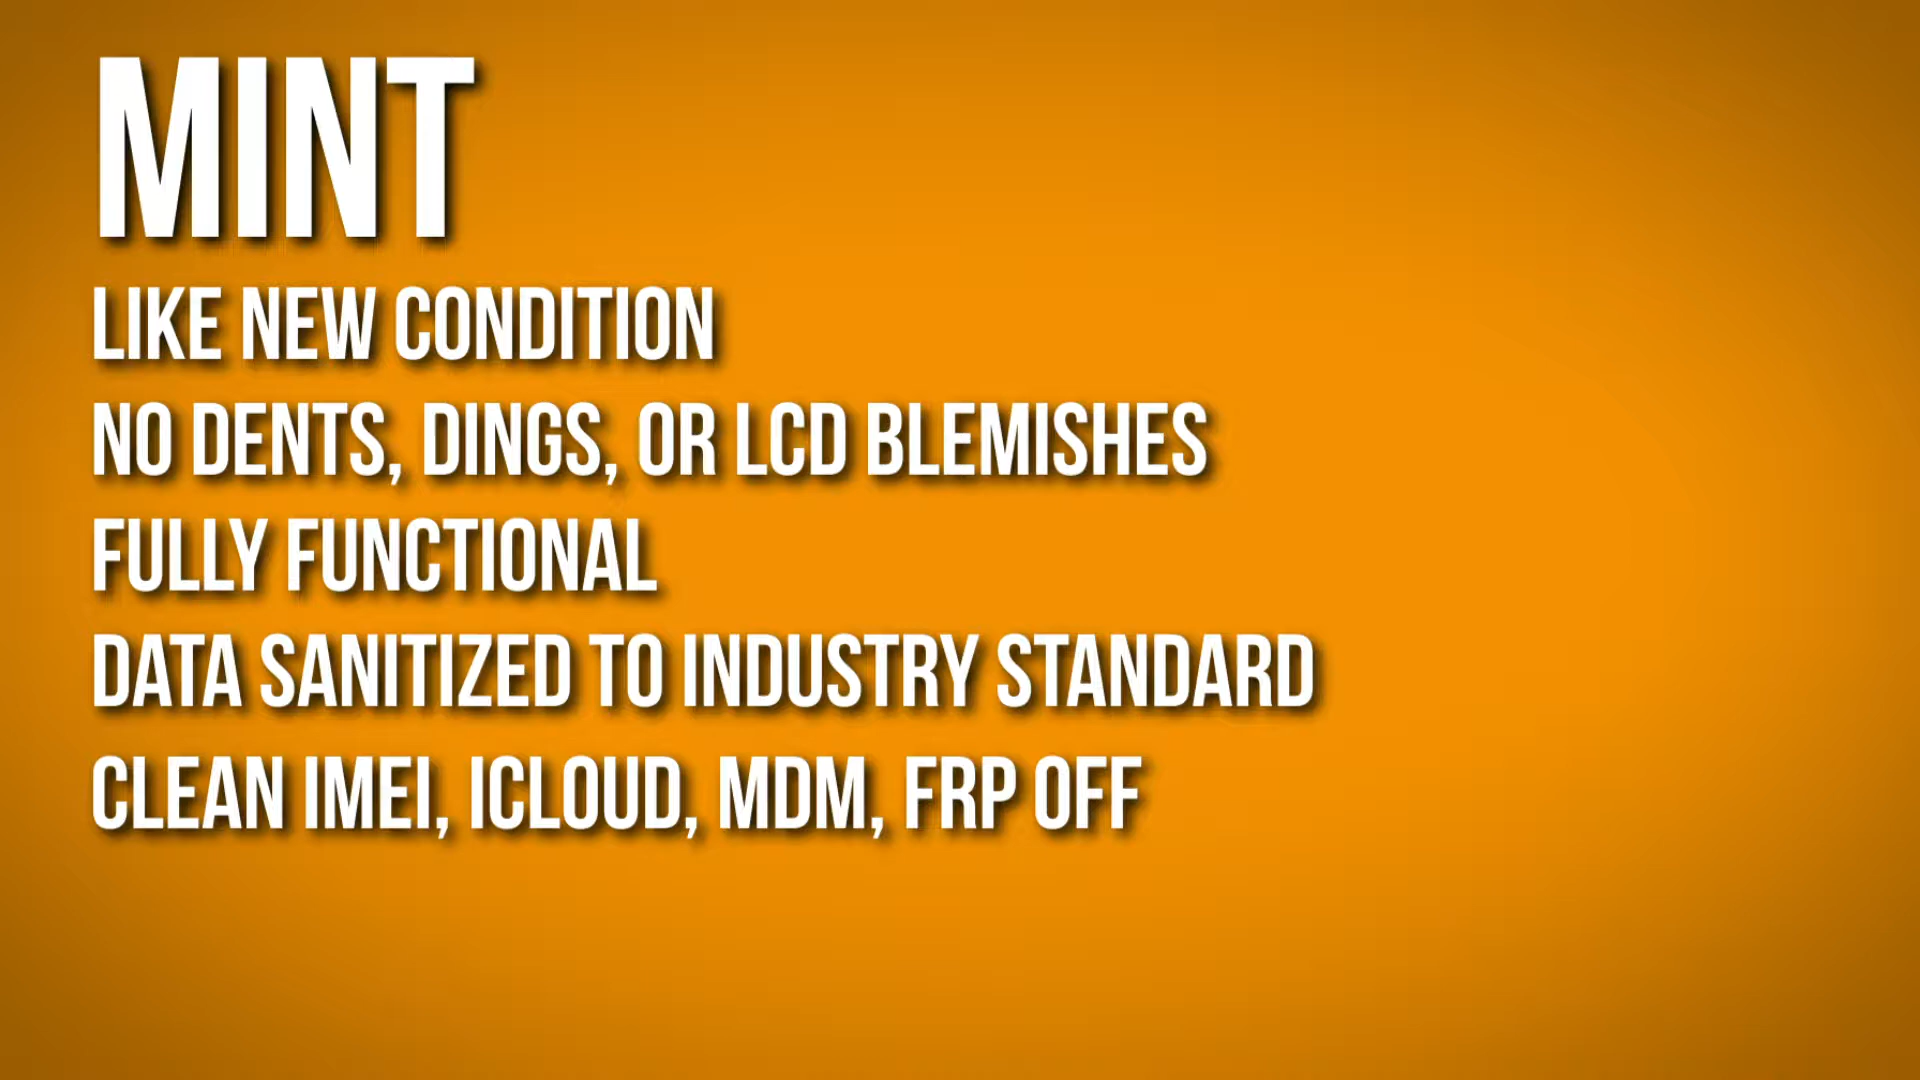 MINT
LIKE NEW CONDITION
NO DENTS, DINGS, OR LCD BLEMISHES
FULLY FUNCTIONAL
DATA SANITIZED TO INDUSTRY STANDARD
CLEAN IMEI, ICLOUD, MDM, FRP OFF